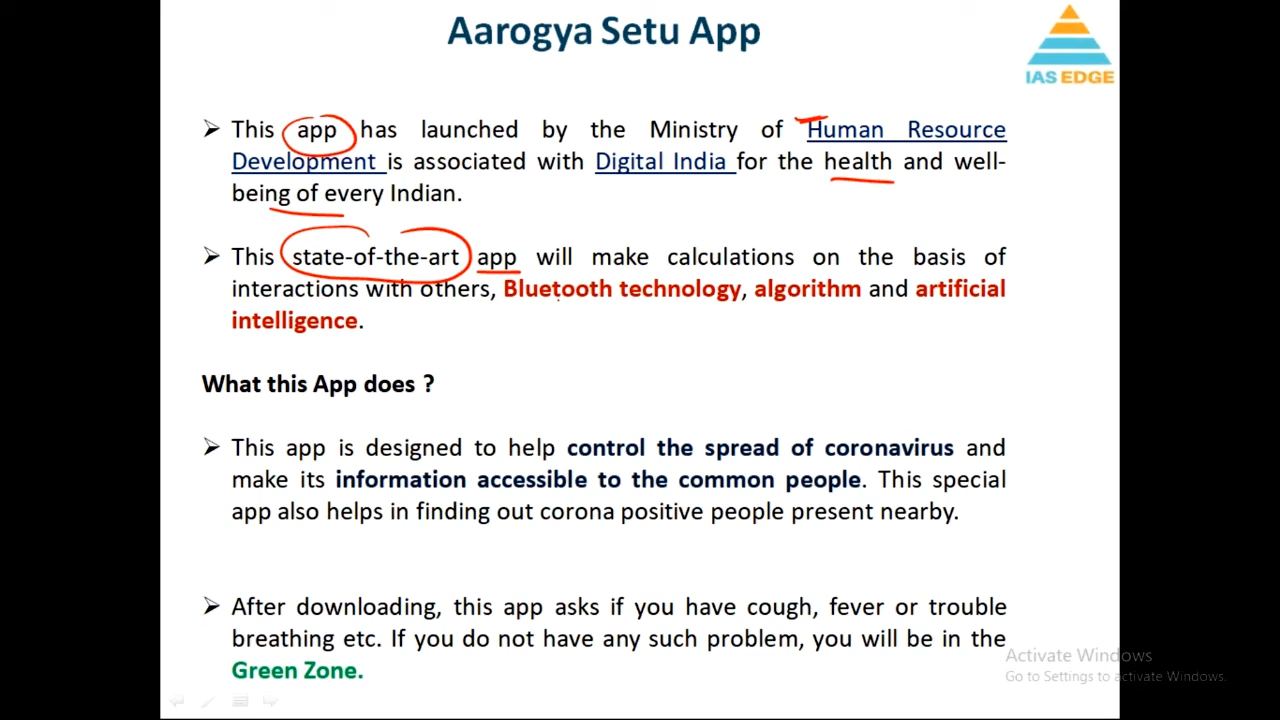 Aarogya Setu App
IAS EDGE
➢ This app has launched by the Ministry of Human Resource
Development is associated with Digital India for the health and well-
being of every Indian.
➢ This state-of-the-art app will make calculations on the basis of
interactions with others, Bluetooth technology, algorithm and artificial
intelligence.
What this App does ?
➢ This app is designed to help control the spread of coronavirus and
make its information accessible to the common people. This special
app also helps in finding out corona positive people present nearby.
➢ After downloading, this app asks if you have cough, fever or trouble
breathing etc. If you do not have any such problem, you will be in the
Green Zone.
Activate Windows
Go to Settings to activate Windows.